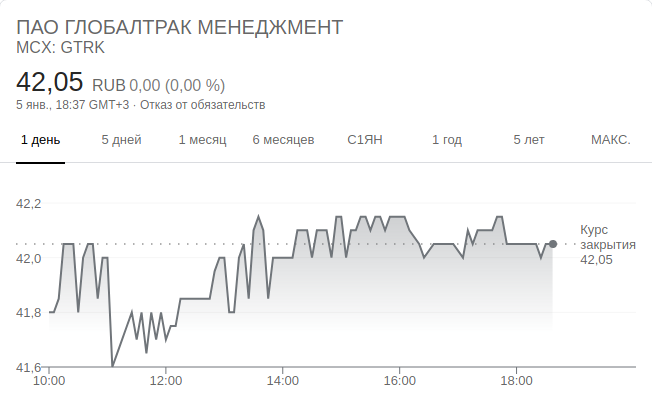 ПАО ГЛОБАЛТРАК МЕНЕДЖМЕНТ
MCX: GTRK
42,05 RUB 0,00 (0,00 %)
5 янв., 18:37 GMT+3 · Отказ от обязательств
1 день 5 дней 1 месяц 6 месяцев С1ЯН 1 год 5 лет МАКС.
42,2
Курс
закрытия
42,05
42,0
41,8
41,6
10:00 12:00 14:00 16:00 18:00